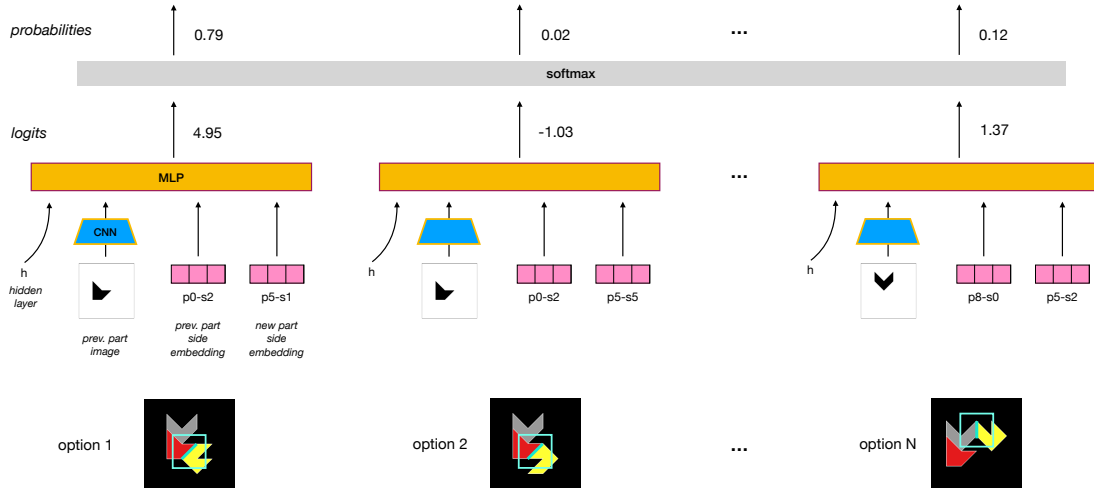 probabilities
0.79
0.02
...
0.12
softmax
logits
4.95
-1.03
1.37
MLP
...
CNN
h
hidden
layer
p0-s2
p5-s1
h
p0-s2
p5-s5
h
p8-s0
p5-s2
prev. part
image
prev. part
side
embedding
new part
side
embedding
option 1
option 2
...
option N